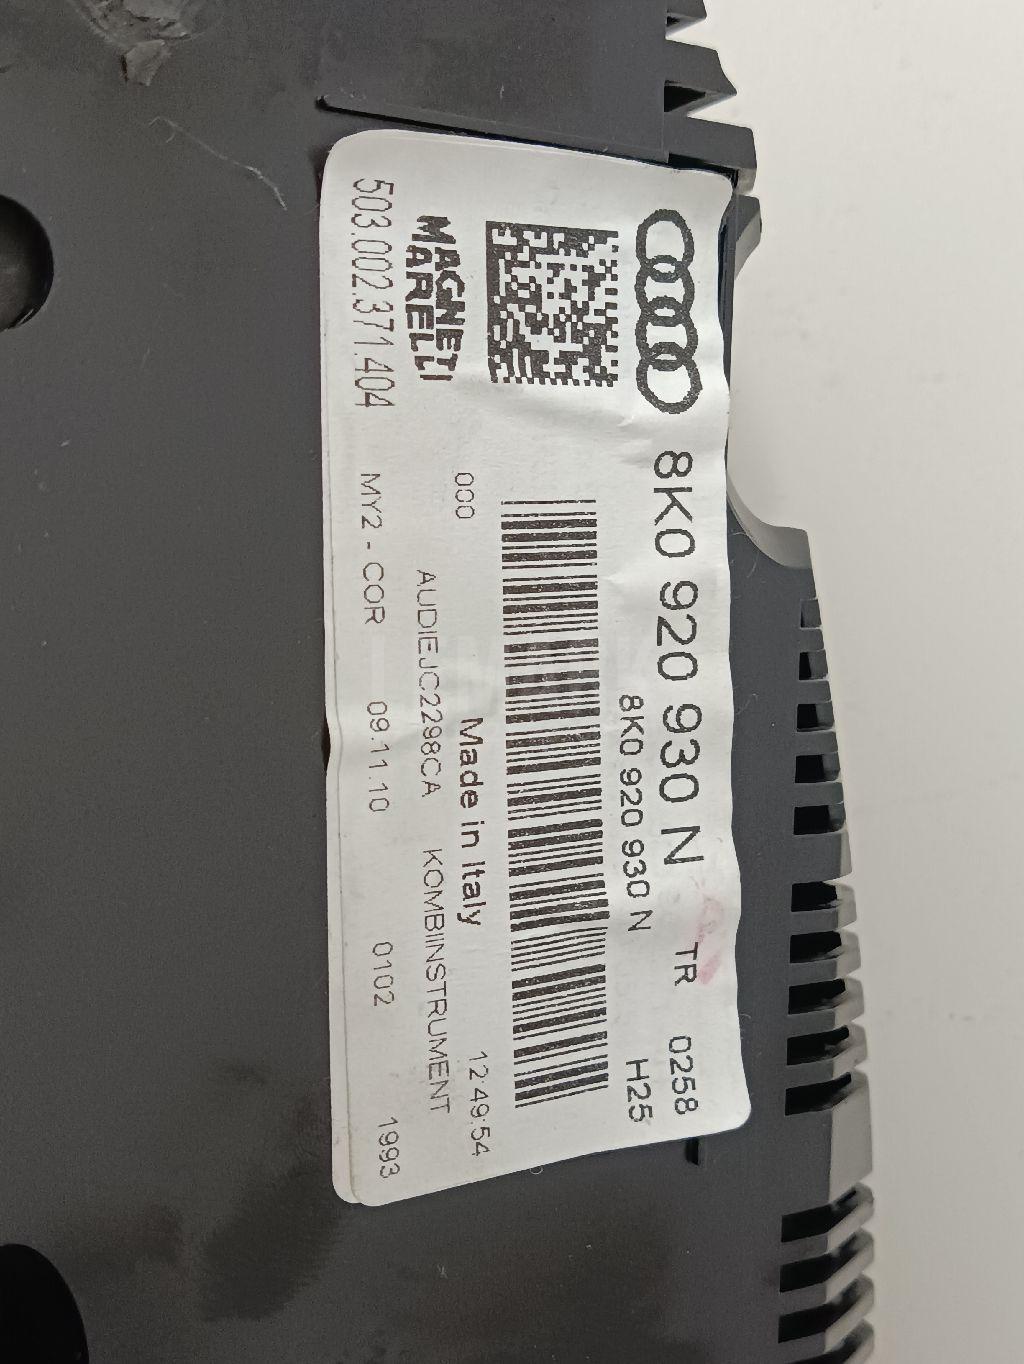 8K0 920 930 N TR 0258
8K0 920 930 N H25
000 Made in Italy 12:49:54
MAGNETI
MARELLI
AUDIEJC2298CA KOMBIINSTRUMENT
503.002.371.404 MY2 - COR 09.11.10 0102 1993